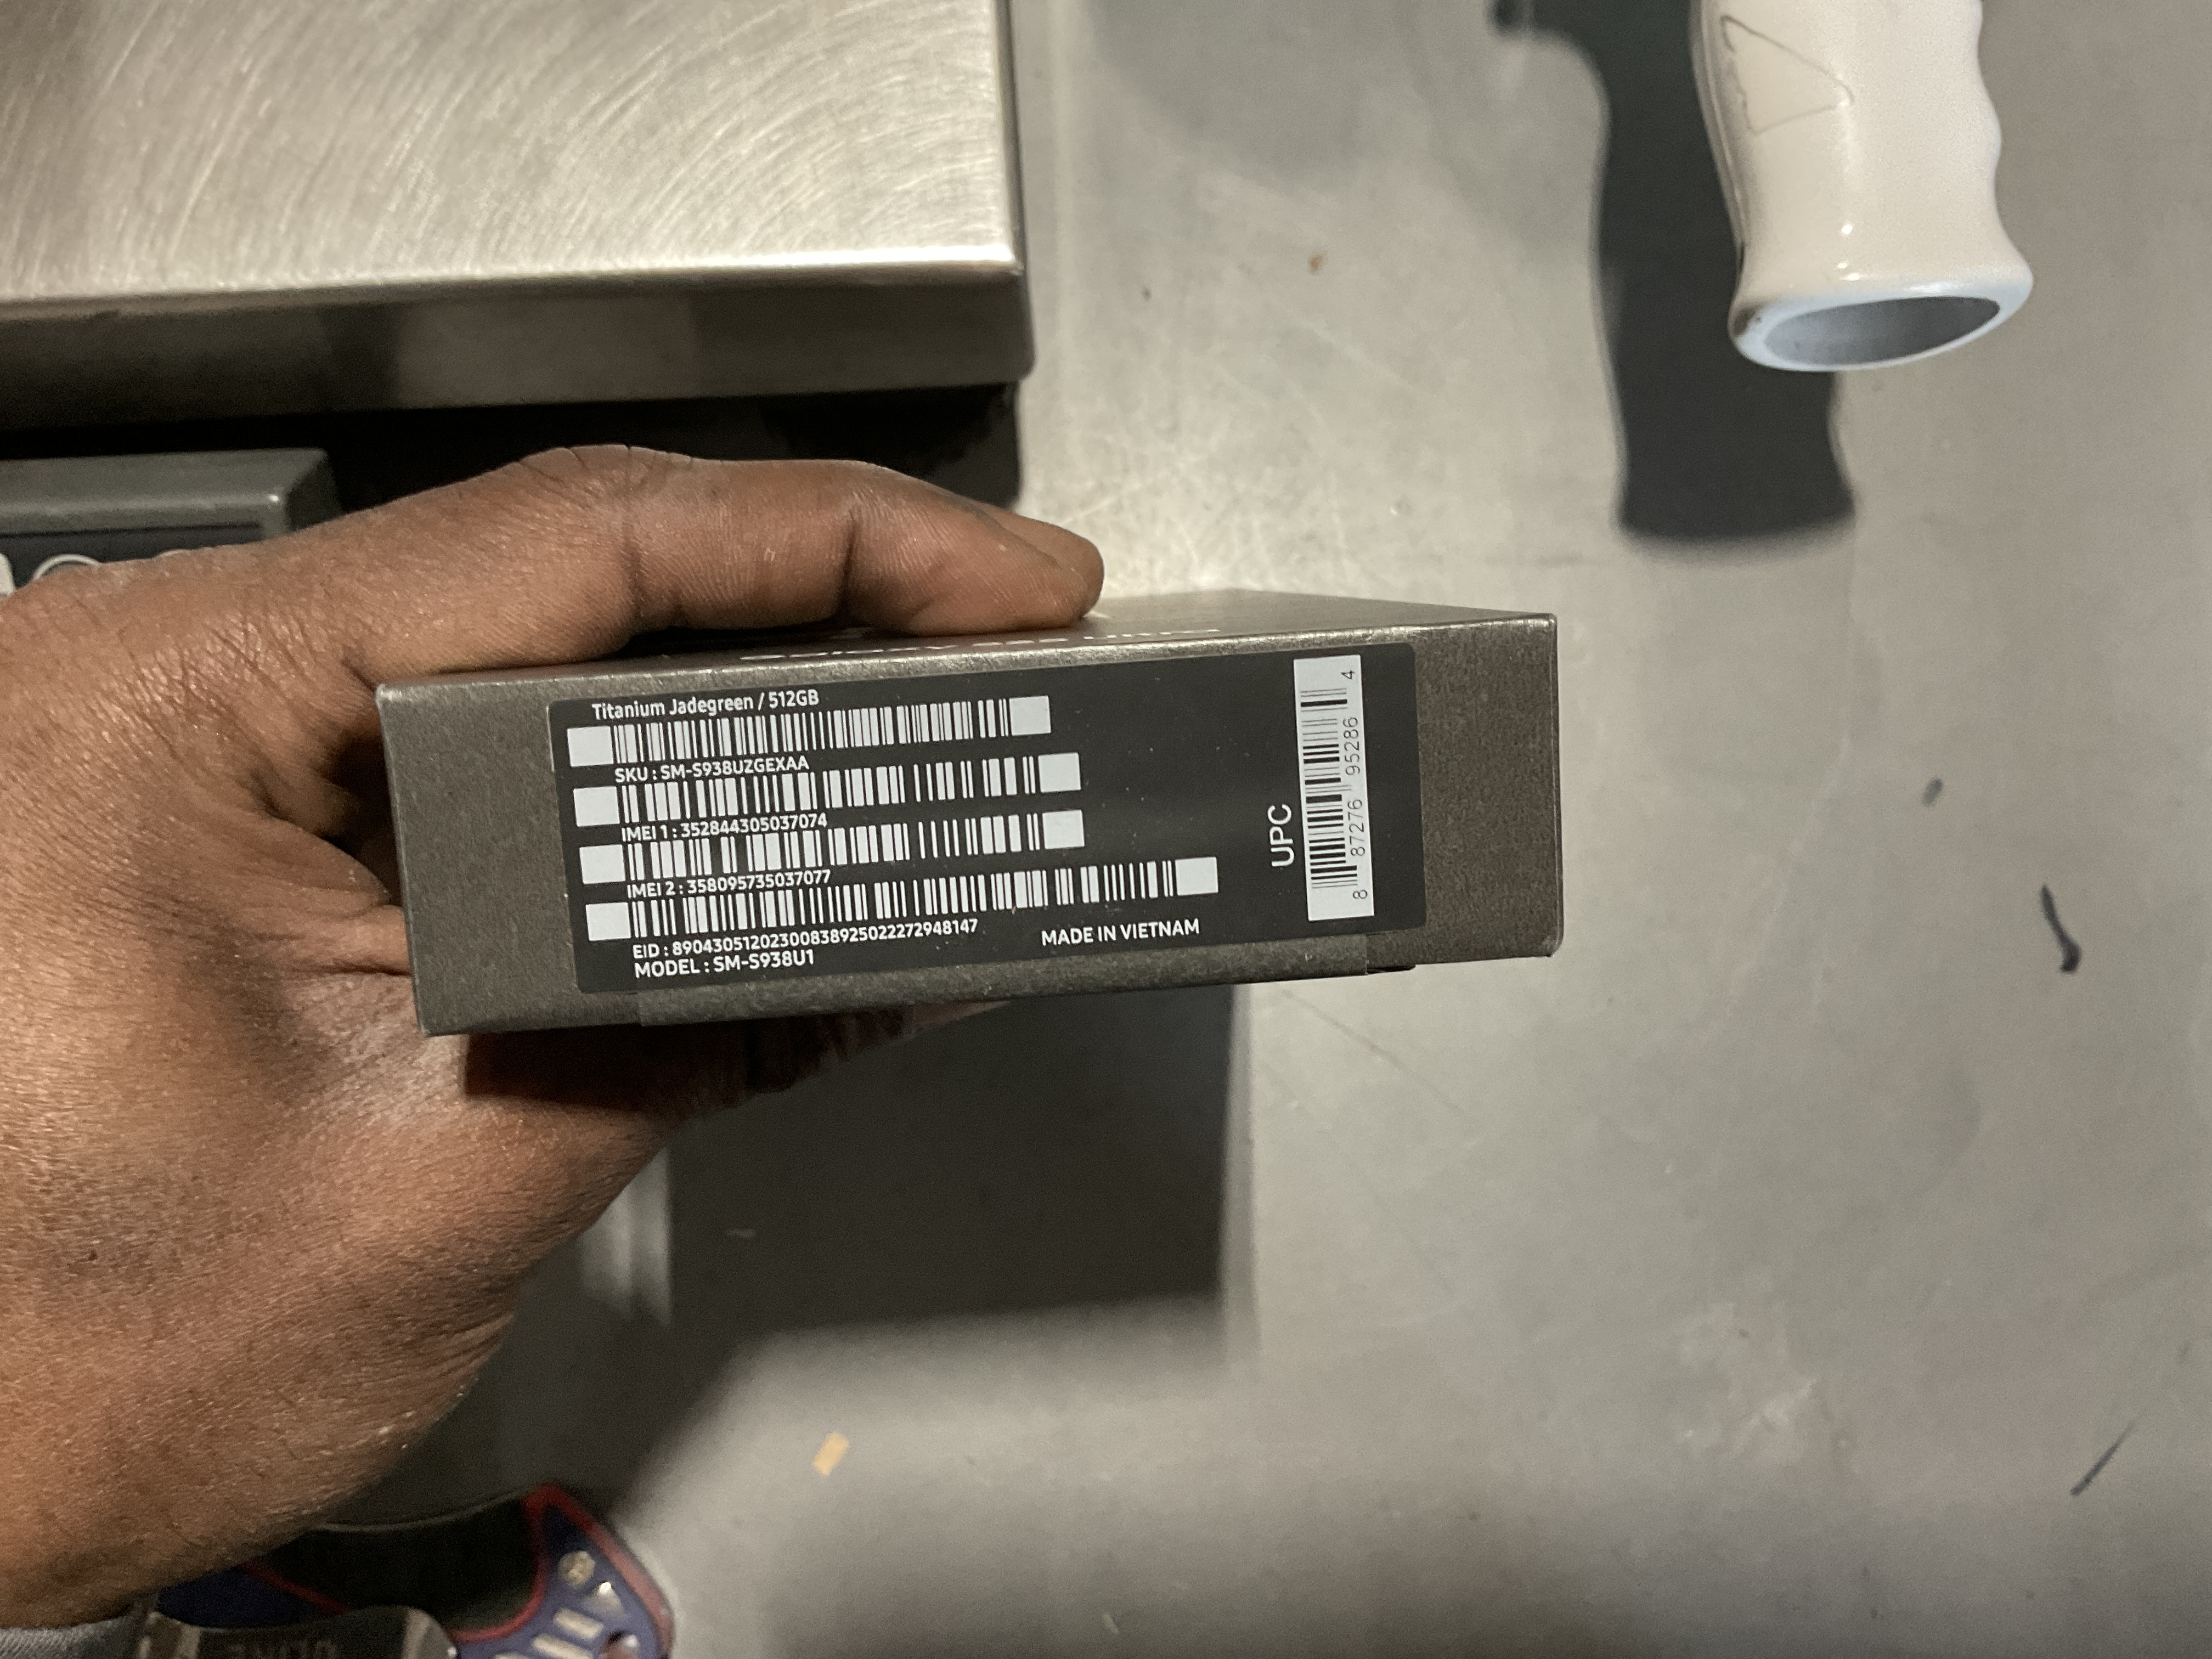 Titanium Jadegreen / 512GB
SKU : SM-S938UZGEXAA
IMEI 1 : 352844305037074
IMEI 2 : 358095735037077
EID : 89043051202300838925022272948147
MODEL : SM-S938U1
MADE IN VIETNAM
UPC
8 87276 95286 4